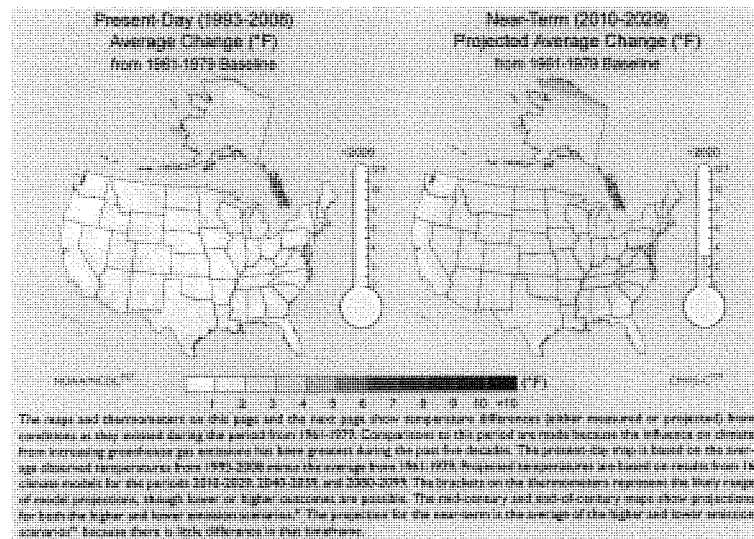 Present-Day (1993-2008)
Average Change (°F)
from 1961-1979 Baseline
Near-Term (2010-2029)
Projected Average Change (°F)
from 1961-1979 Baseline
1 2 3 4 5 6 7 8 9 10 >10 (°F)
The maps and thermometers on this page and the next page show temperature differences (either measured or projected) from
conditions as they existed during the period from 1961-1979. Comparisons to this period are made because the influence on climate
from increasing greenhouse gas emissions has been greatest during the past five decades. The present-day map is based on the aver-
age observed temperatures from 1993-2008 minus the average from 1961-1979. Projected temperatures are based on results from 16
climate models for the periods 2010-2029, 2040-2059, and 2080-2099. The brackets on the thermometers represent the likely range
of model projections, though lower or higher outcomes are possible. The mid-century and end-of-century maps show projections
for both the higher and lower emission scenarios. The projection for the near-term is the average of the higher and lower emission
scenarios because there is little difference in that timeframe.